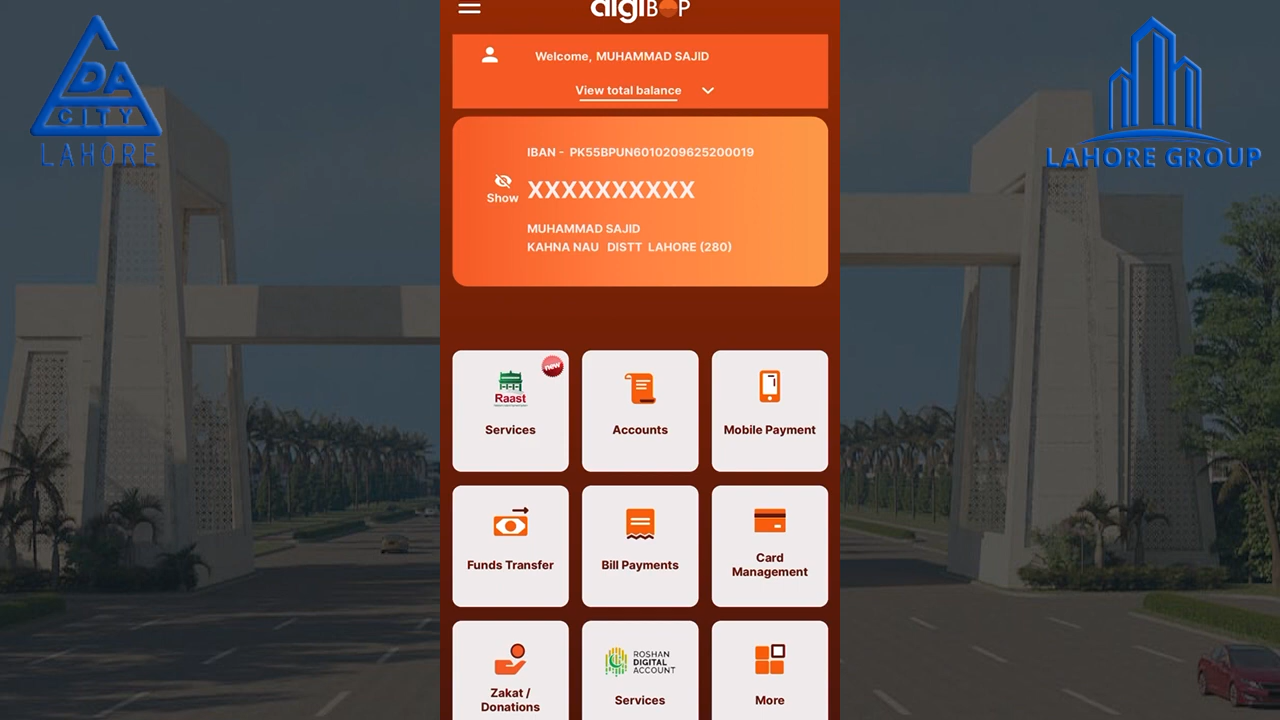 digiBOP
LDA
CITY
LAHORE
LAHORE GROUP
Welcome, MUHAMMAD SAJID
View total balance
IBAN - PK55BPUN6010209625200019
Show
XXXXXXXXXX
MUHAMMAD SAJID
KAHNA NAU DISTT LAHORE (280)
new
Raast
Services
Accounts
Mobile Payment
Funds Transfer
Bill Payments
Card
Management
Zakat /
Donations
ROSHAN
DIGITAL
ACCOUNT
Services
More